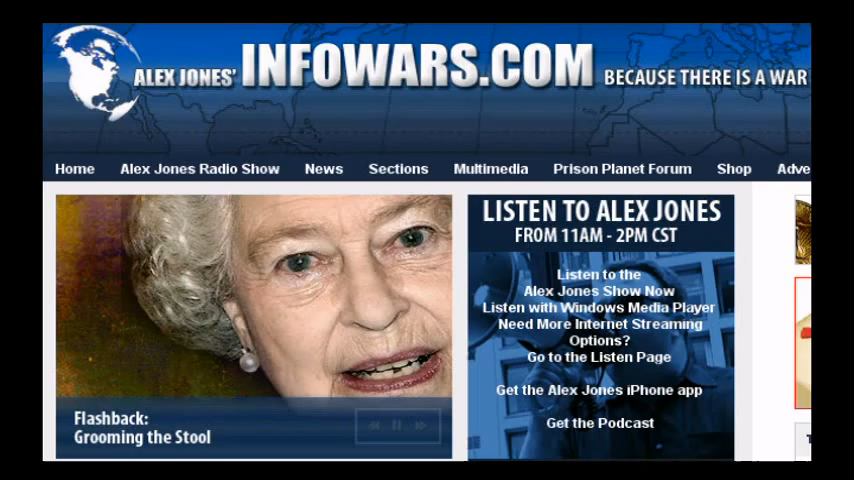 ALEX JONES' INFOWARS.COM BECAUSE THERE IS A WAR
Home Alex Jones Radio Show News Sections Multimedia Prison Planet Forum Shop Adve
LISTEN TO ALEX JONES
FROM 11AM - 2PM CST
Listen to the
Alex Jones Show Now
Listen with Windows Media Player
Need More Internet Streaming
Options?
Go to the Listen Page
Get the Alex Jones iPhone app
Get the Podcast
Flashback:
Grooming the Stool